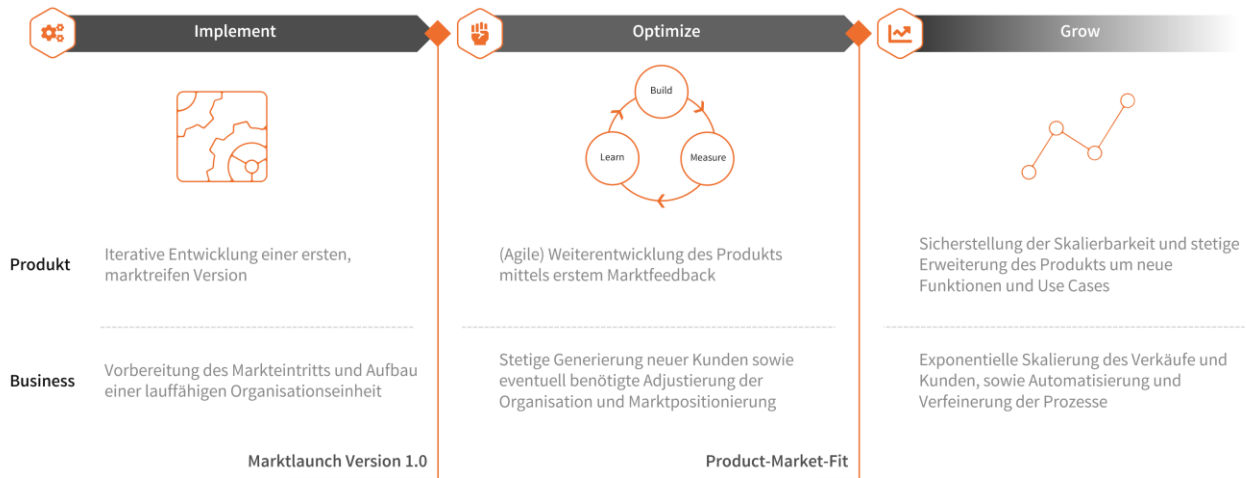 Implement
Optimize
Grow
Build
Learn
Measure
Produkt
Iterative Entwicklung einer ersten,
marktreifen Version
(Agile) Weiterentwicklung des Produkts
mittels erstem Marktfeedback
Sicherstellung der Skalierbarkeit und stetige
Erweiterung des Produkts um neue
Funktionen und Use Cases
Business
Vorbereitung des Markteintritts und Aufbau
einer lauffähigen Organisationseinheit
Stetige Generierung neuer Kunden sowie
eventuell benötigte Adjustierung der
Organisation und Marktpositionierung
Exponentielle Skalierung des Verkäufe und
Kunden, sowie Automatisierung und
Verfeinerung der Prozesse
Marktlaunch Version 1.0
Product-Market-Fit